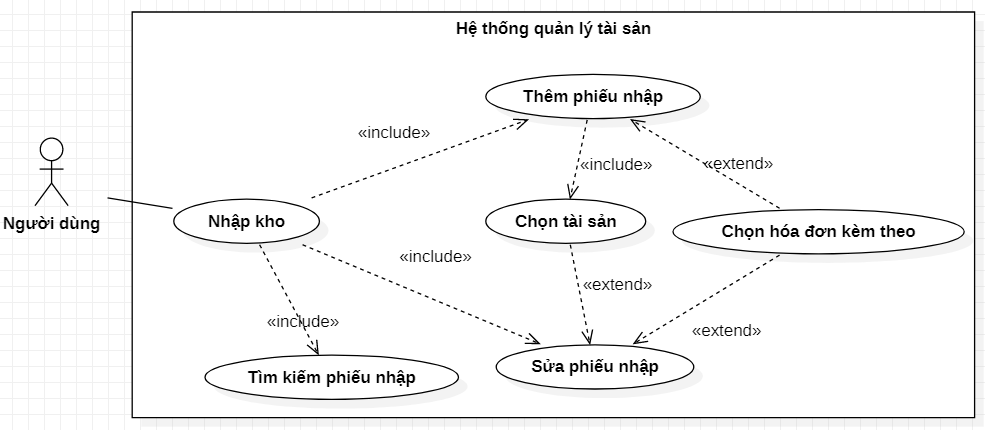 Hệ thống quản lý tài sản
Thêm phiếu nhập
«include»
«include»
«extend»
Người dùng
Nhập kho
Chọn tài sản
Chọn hóa đơn kèm theo
«include»
«extend»
«include»
«extend»
Tìm kiếm phiếu nhập
Sửa phiếu nhập